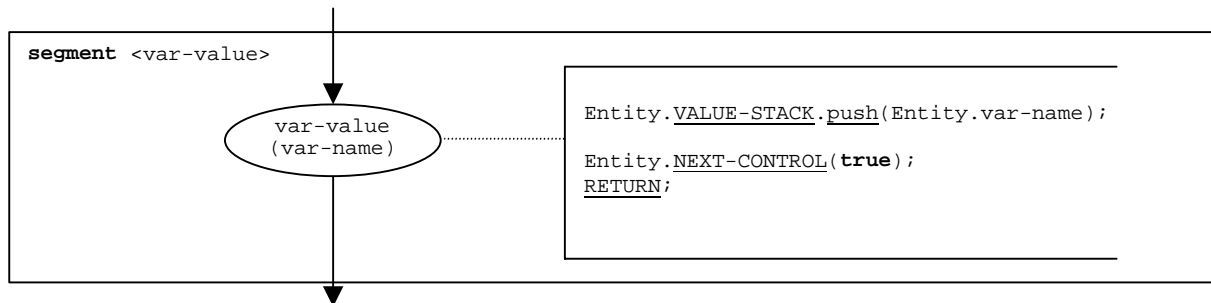 segment <var-value>
var-value
(var-name)
Entity.VALUE-STACK.push(Entity.var-name);
Entity.NEXT-CONTROL(true);
RETURN;